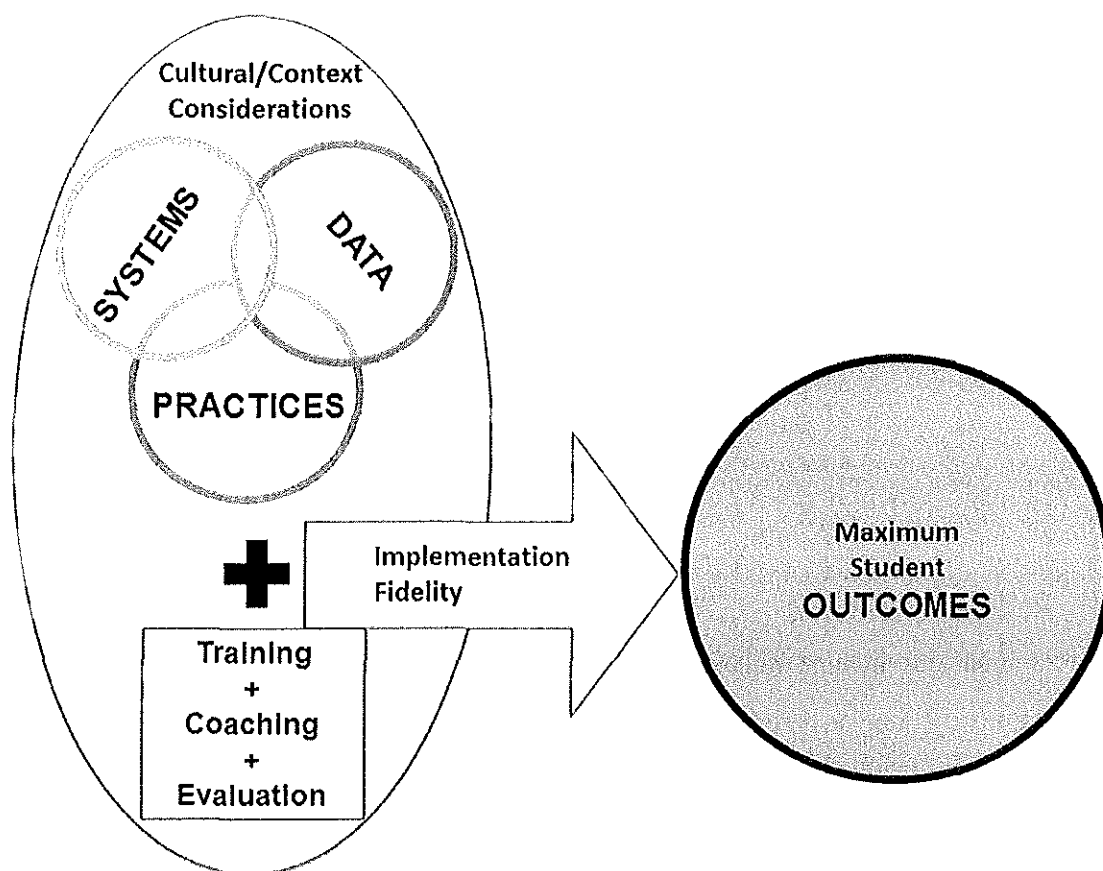 Cultural/Context
Considerations
SYSTEMS
DATA
PRACTICES
+
Implementation
Fidelity
Training
+
Coaching
+
Evaluation
Maximum
Student
OUTCOMES